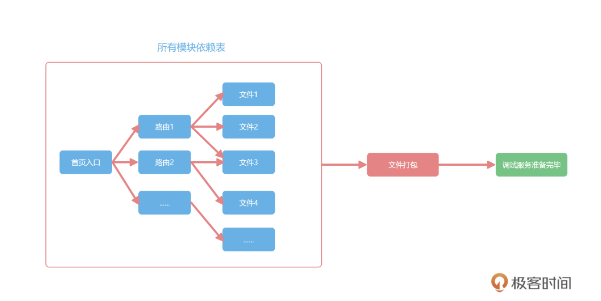 所有模块依赖表
首页入口
路由1
路由2
......
文件1
文件2
文件3
文件4
......
文件打包
调试服务准备完毕
极客时间